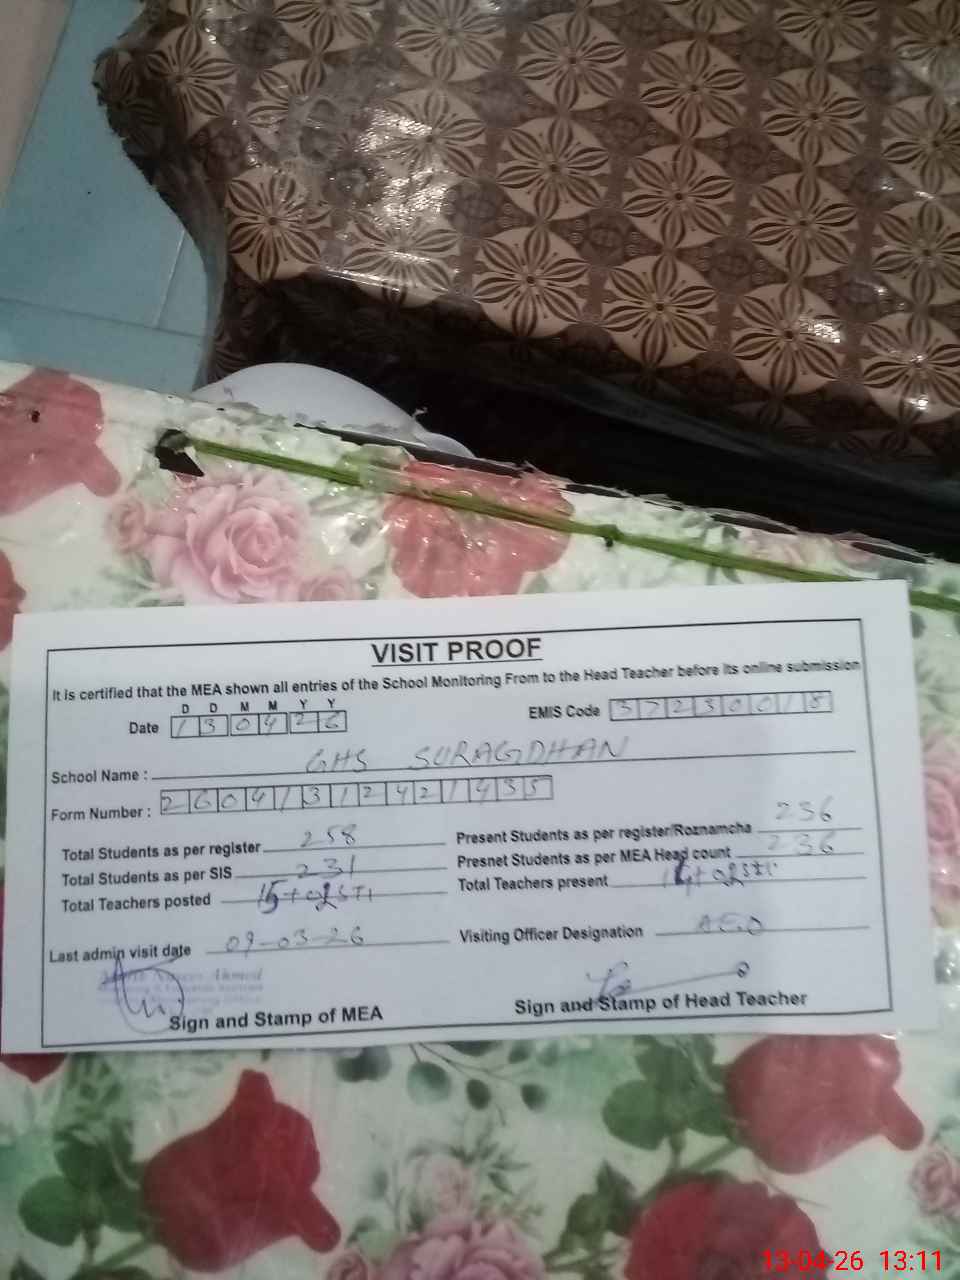 VISIT PROOF
It is certified that the MEA shown all entries of the School Monitoring From to the Head Teacher before its online submission
D D M M Y Y
Date 1 3 0 4 2 6 EMIS Code 3 7 2 3 0 0 1 8
School Name : GHS SURAGDHAN
Form Number : 2 6 0 4 1 3 1 2 4 2 1 4 3 5
Total Students as per register 258 Present Students as per register/Roznamcha 236
Total Students as per SIS 231 Presnet Students as per MEA Head count 236
Total Teachers posted 15+02STI Total Teachers present 14+02STI
Last admin visit date 09-03-26 Visiting Officer Designation AEO
Ahmed
Sign and Stamp of MEA Sign and Stamp of Head Teacher
13-04-26 13:11